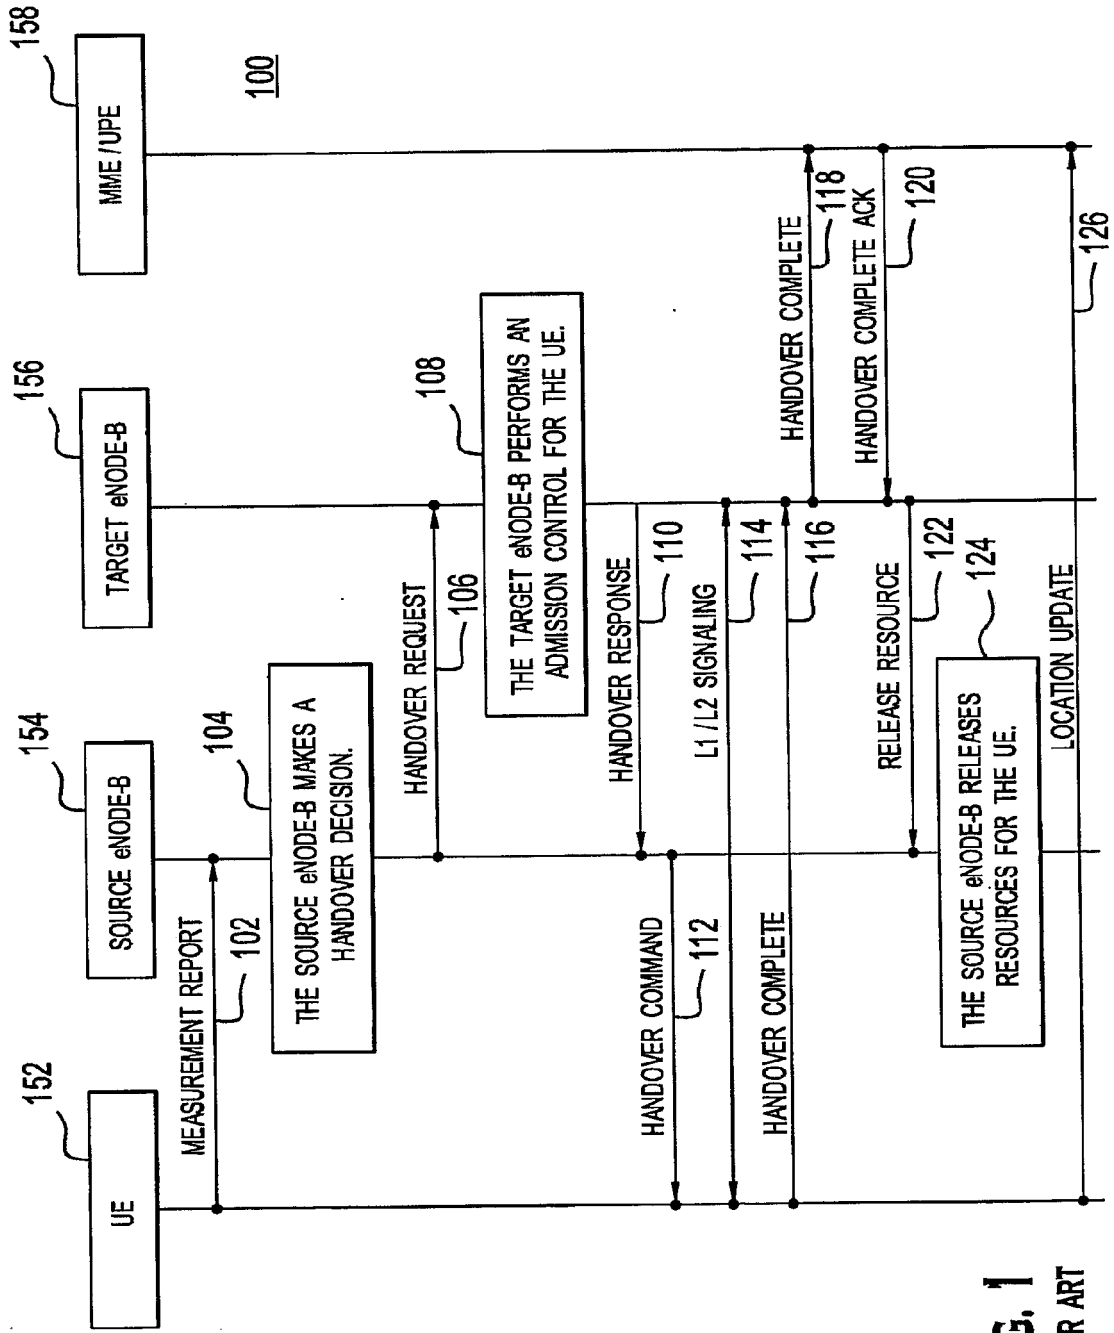 152
154
156
158
UE
SOURCE eNODE-B
TARGET eNODE-B
MME/UPE
100
MEASUREMENT REPORT
102
104
THE SOURCE eNODE-B MAKES A
HANDOVER DECISION.
HANDOVER REQUEST
106
108
THE TARGET eNODE-B PERFORMS AN
ADMISSION CONTROL FOR THE UE.
HANDOVER RESPONSE
110
HANDOVER COMMAND
112
L1/L2 SIGNALING
114
HANDOVER COMPLETE
116
HANDOVER COMPLETE
118
HANDOVER COMPLETE ACK
120
RELEASE RESOURCE
122
124
THE SOURCE eNODE-B RELEASES
RESOURCES FOR THE UE.
LOCATION UPDATE
126
G. 1
R ART